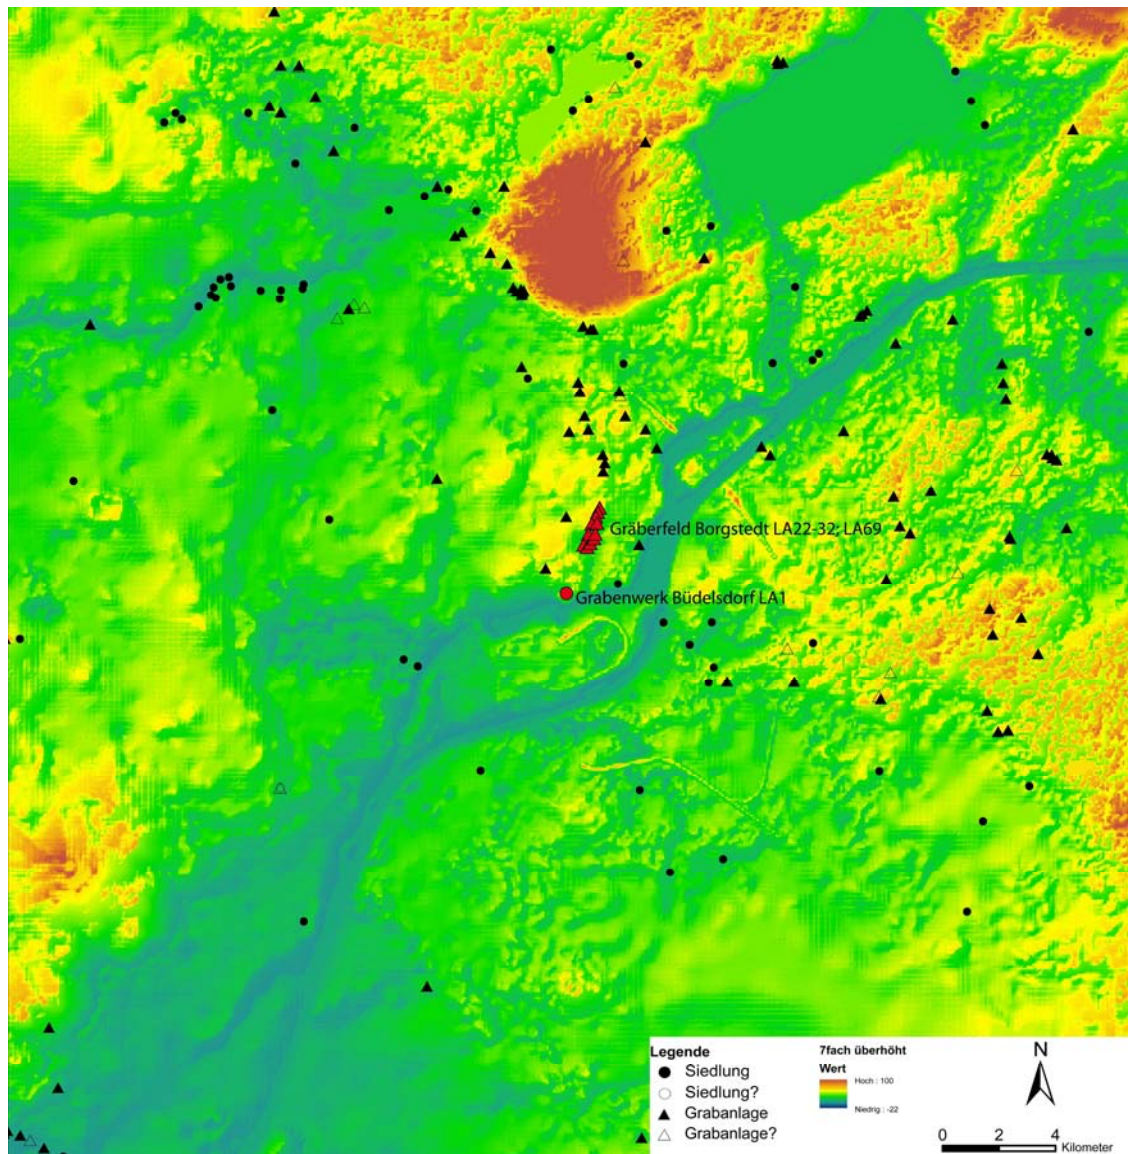 Gräberfeld Borgstedt LA22-32; LA69
Grabenwerk Büdelsdorf LA1
Legende
Siedlung
Siedlung?
Grabanlage
Grabanlage?
7fach überhöht
Wert
Hoch : 100
Niedrig : -22
N
0 2 4
Kilometer